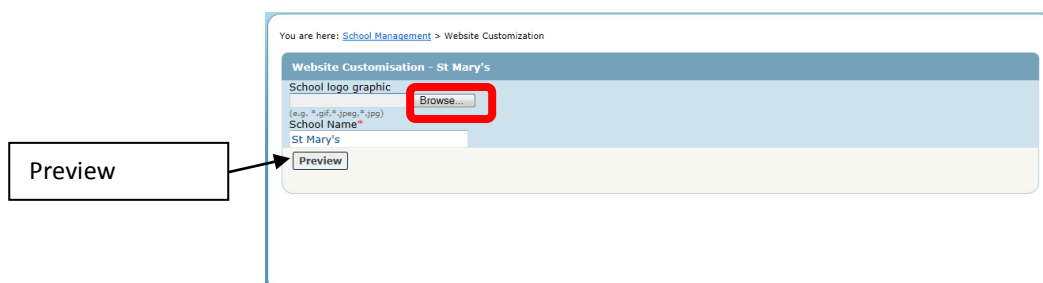 You are here: School Management > Website Customization
Website Customisation - St Mary's
School logo graphic
Browse...
(e.g. *.gif,*.jpeg,*.jpg)
School Name*
St Mary's
Preview
Preview